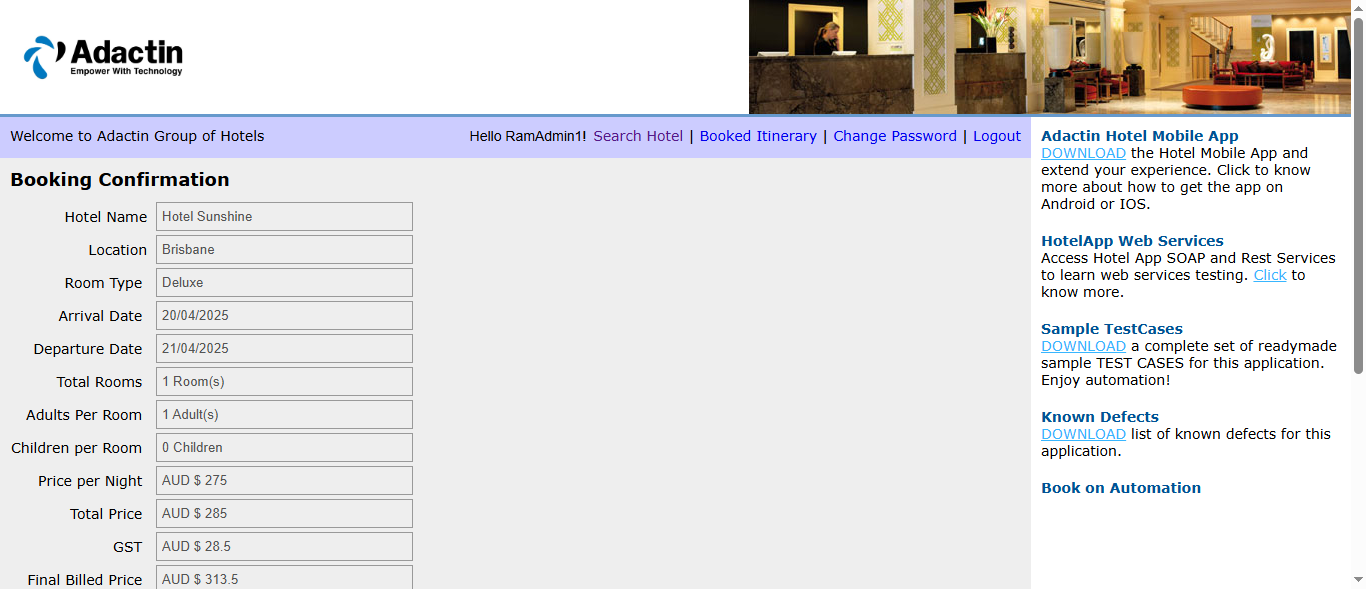 Adactin
Empower With Technology
Welcome to Adactin Group of Hotels
Hello RamAdmin1! Search Hotel | Booked Itinerary | Change Password | Logout
Booking Confirmation
Hotel Name Hotel Sunshine
Location Brisbane
Room Type Deluxe
Arrival Date 20/04/2025
Departure Date 21/04/2025
Total Rooms 1 Room(s)
Adults Per Room 1 Adult(s)
Children per Room 0 Children
Price per Night AUD $ 275
Total Price AUD $ 285
GST AUD $ 28.5
Final Billed Price AUD $ 313.5
Adactin Hotel Mobile App
DOWNLOAD the Hotel Mobile App and
extend your experience. Click to know
more about how to get the app on
Android or IOS.
HotelApp Web Services
Access Hotel App SOAP and Rest Services
to learn web services testing. Click to
know more.
Sample TestCases
DOWNLOAD a complete set of readymade
sample TEST CASES for this application.
Enjoy automation!
Known Defects
DOWNLOAD list of known defects for this
application.
Book on Automation